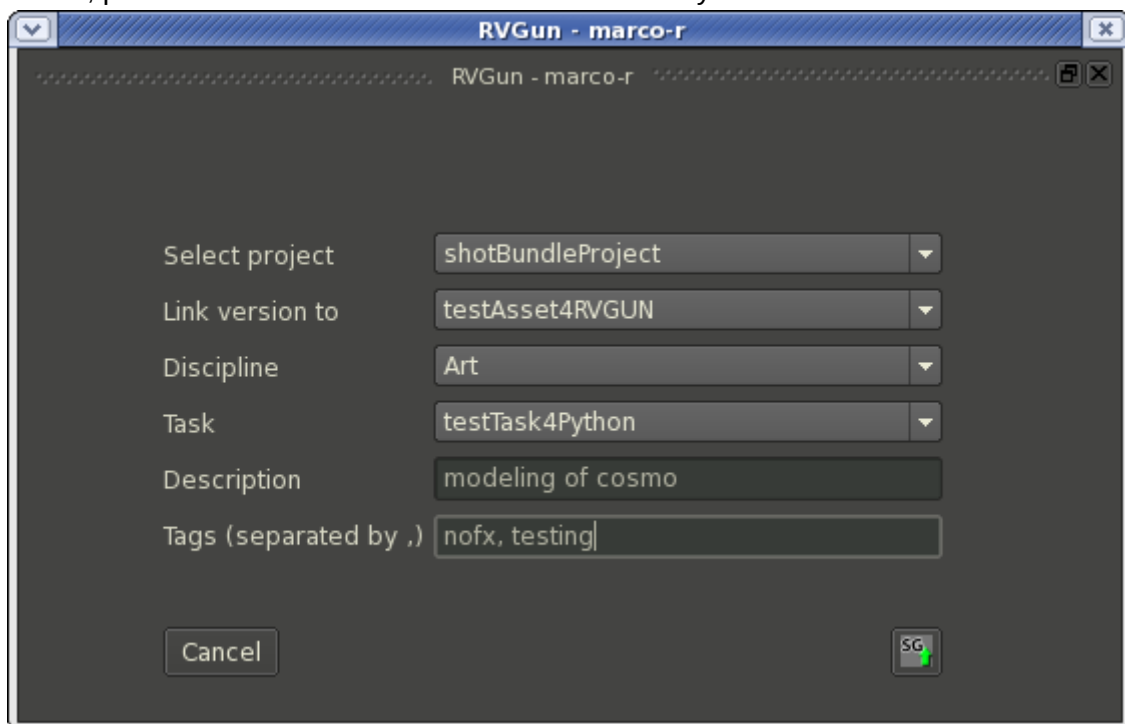 RVGun - marco-r
RVGun - marco-r
Select project shotBundleProject
Link version to testAsset4RVGUN
Discipline Art
Task testTask4Python
Description modeling of cosmo
Tags (separated by ,) nofx, testing
Cancel SG